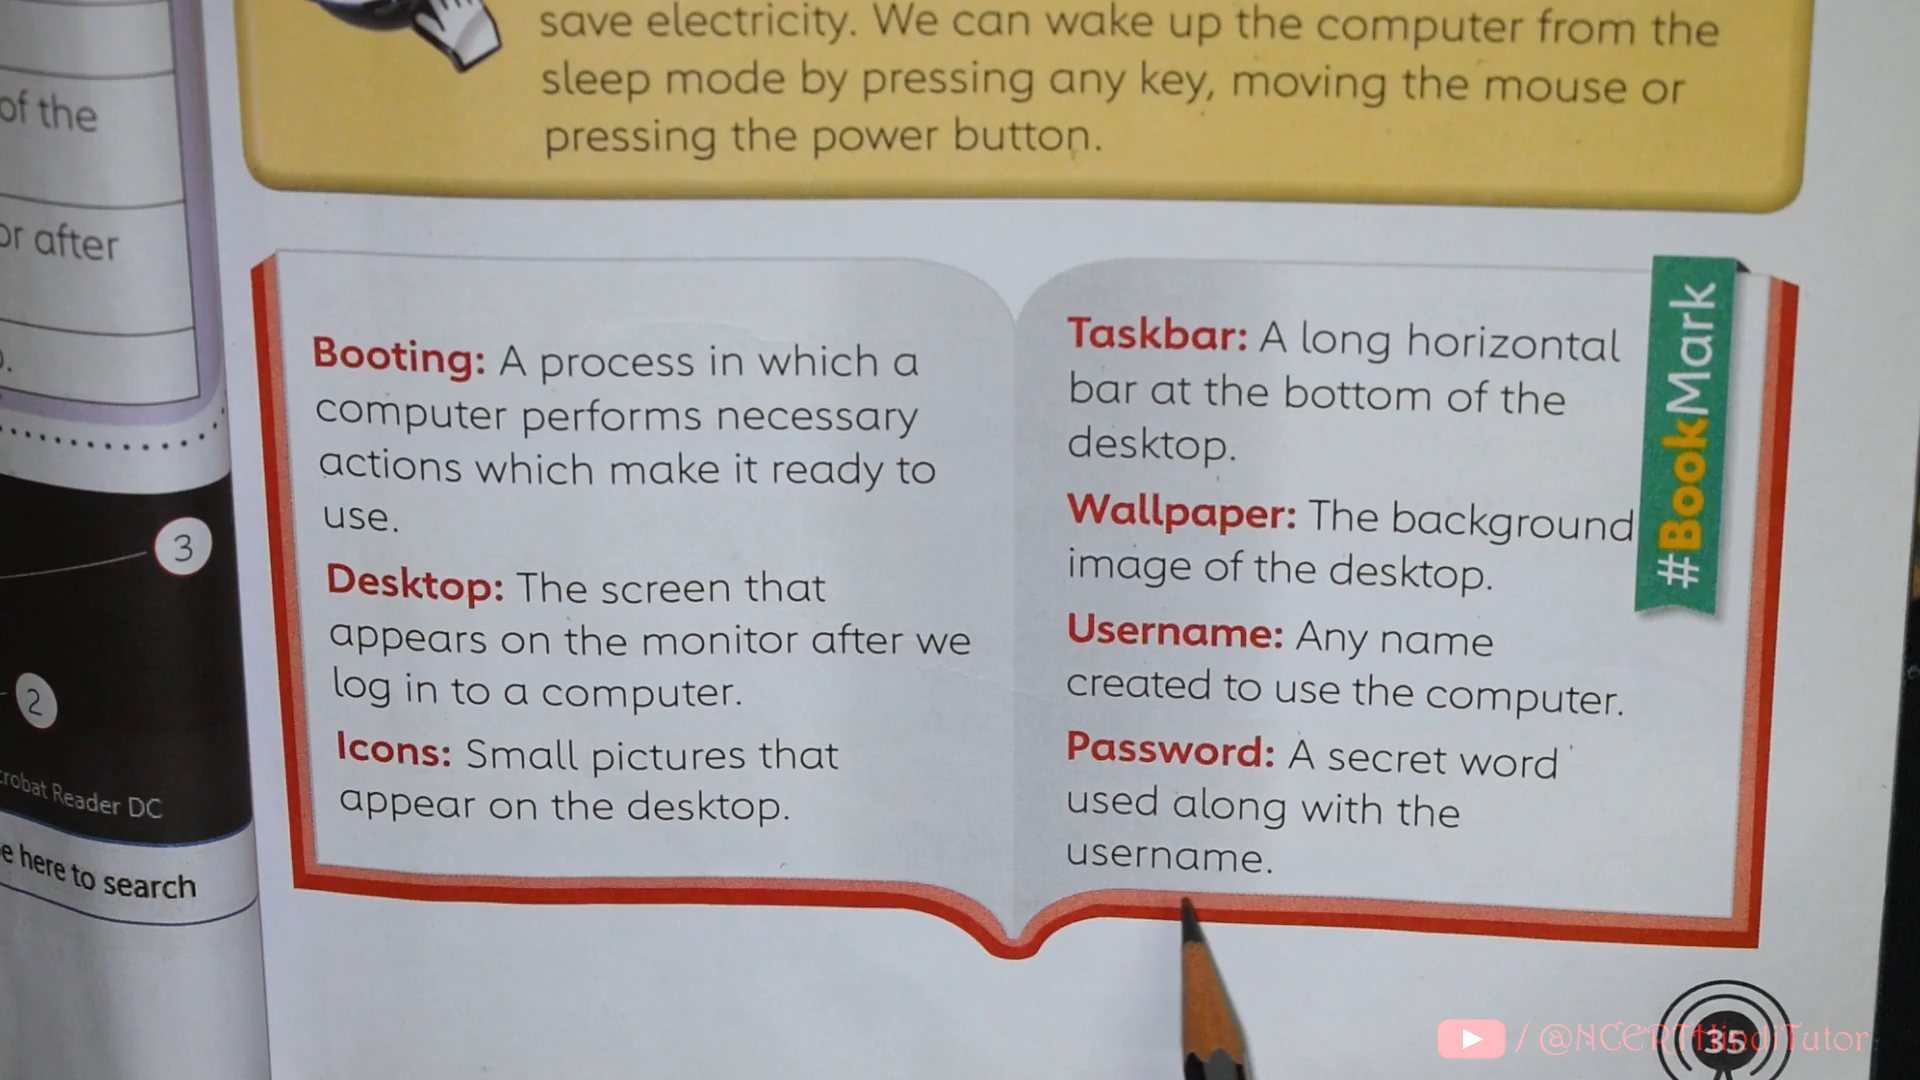 save electricity. We can wake up the computer from the
sleep mode by pressing any key, moving the mouse or
pressing the power button.
of the
or after
3
2
crobat Reader DC
e here to search
Booting: A process in which a
computer performs necessary
actions which make it ready to
use.
Desktop: The screen that
appears on the monitor after we
log in to a computer.
Icons: Small pictures that
appear on the desktop.
Taskbar: A long horizontal
bar at the bottom of the
desktop.
Wallpaper: The background
image of the desktop.
Username: Any name
created to use the computer.
Password: A secret word
used along with the
username.
#BookMark
35
/ @NCERTHindiTutor